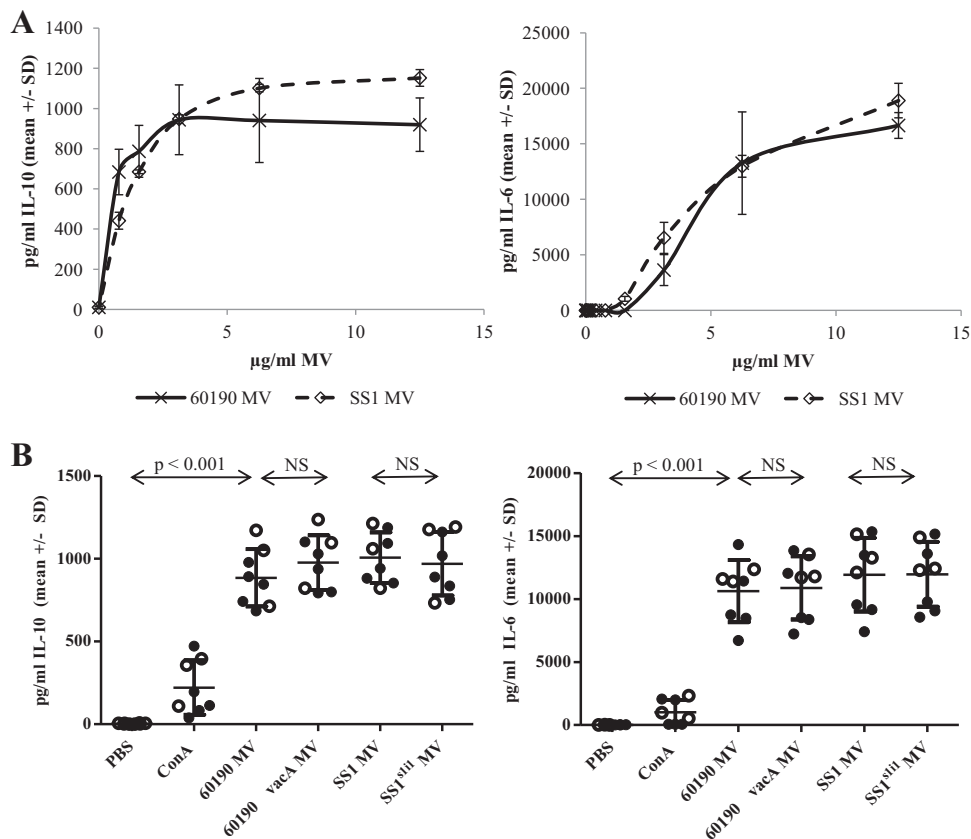 A
pg/ml IL-10 (mean +/- SD)
1400
1200
1000
800
600
400
200
0
0 5 10 15
µg/ml MV
60190 MV SS1 MV
pg/ml IL-6 (mean +/- SD)
25000
20000
15000
10000
5000
0
0 5 10 15
µg/ml MV
60190 MV SS1 MV
B
pg/ml IL-10 (mean +/- SD)
1500
1000
500
0
p < 0.001 NS NS
PBS
ConA
60190 MV
60190 vacA MV
SS1 MV
SS1 stii MV
pg/ml IL-6 (mean +/- SD)
20000
15000
10000
5000
0
p < 0.001 NS NS
PBS
ConA
60190 MV
60190 vacA MV
SS1 MV
SS1 stii MV